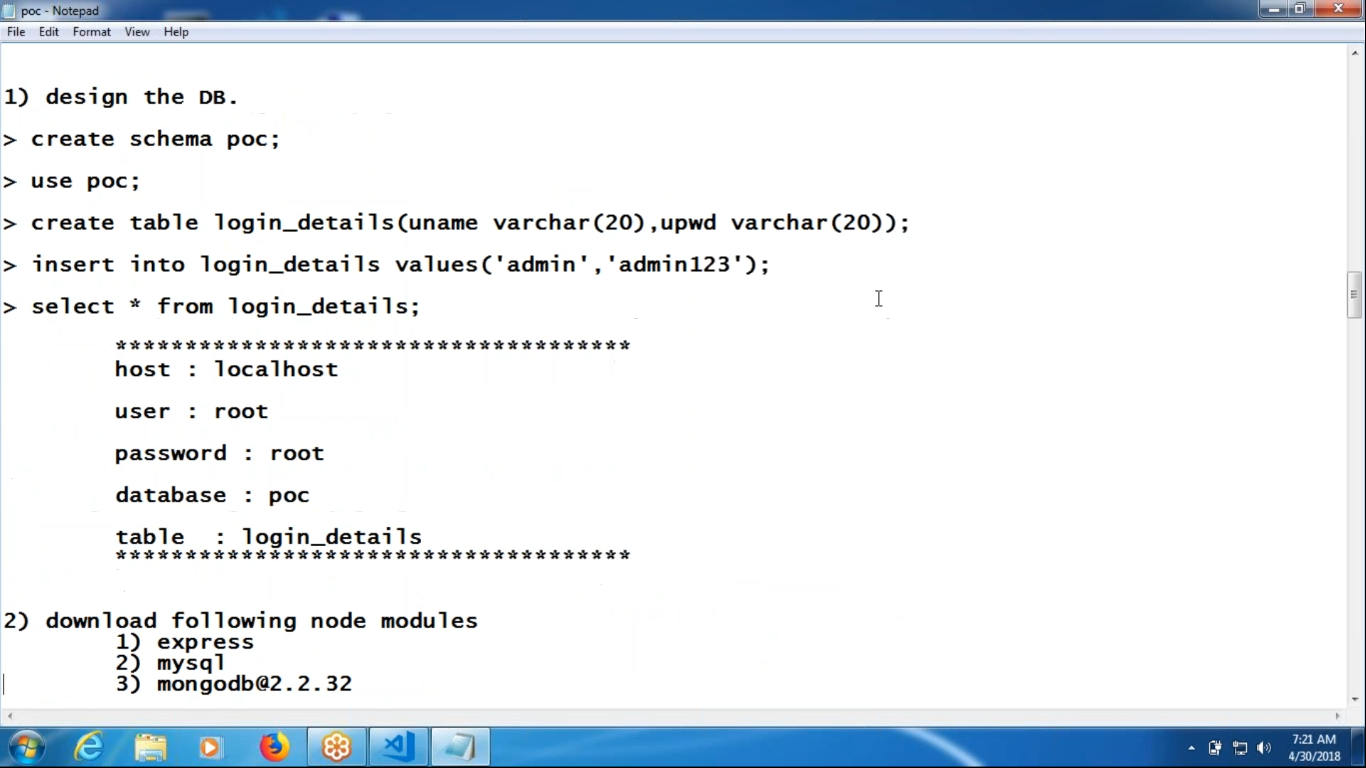 poc - Notepad
File Edit Format View Help
1) design the DB.
> create schema poc;
> use poc;
> create table login_details(uname varchar(20),upwd varchar(20));
> insert into login_details values('admin','admin123');
> select * from login_details;
*************************************
host : localhost
user : root
password : root
database : poc
table  : login_details
*************************************
2) download following node modules
1) express
2) mysql
3) mongodb@2.2.32
7:21 AM
4/30/2018